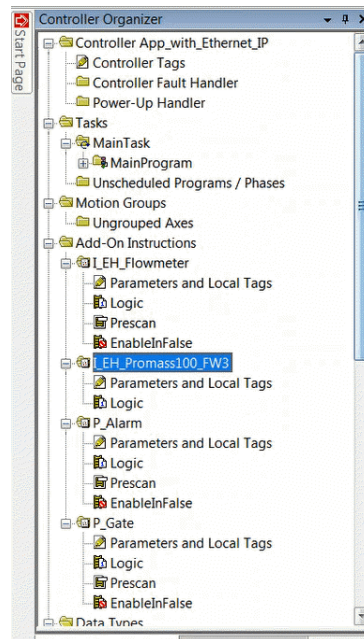 Controller Organizer
Start Page
Controller App_with_Ethernet_IP
Controller Tags
Controller Fault Handler
Power-Up Handler
Tasks
MainTask
MainProgram
Unscheduled Programs / Phases
Motion Groups
Ungrouped Axes
Add-On Instructions
I_EH_Flowmeter
Parameters and Local Tags
Logic
Prescan
EnableInFalse
I_EH_Promass100_FW3
Parameters and Local Tags
Logic
P_Alarm
Parameters and Local Tags
Logic
Prescan
EnableInFalse
P_Gate
Parameters and Local Tags
Logic
Prescan
EnableInFalse
Data Types